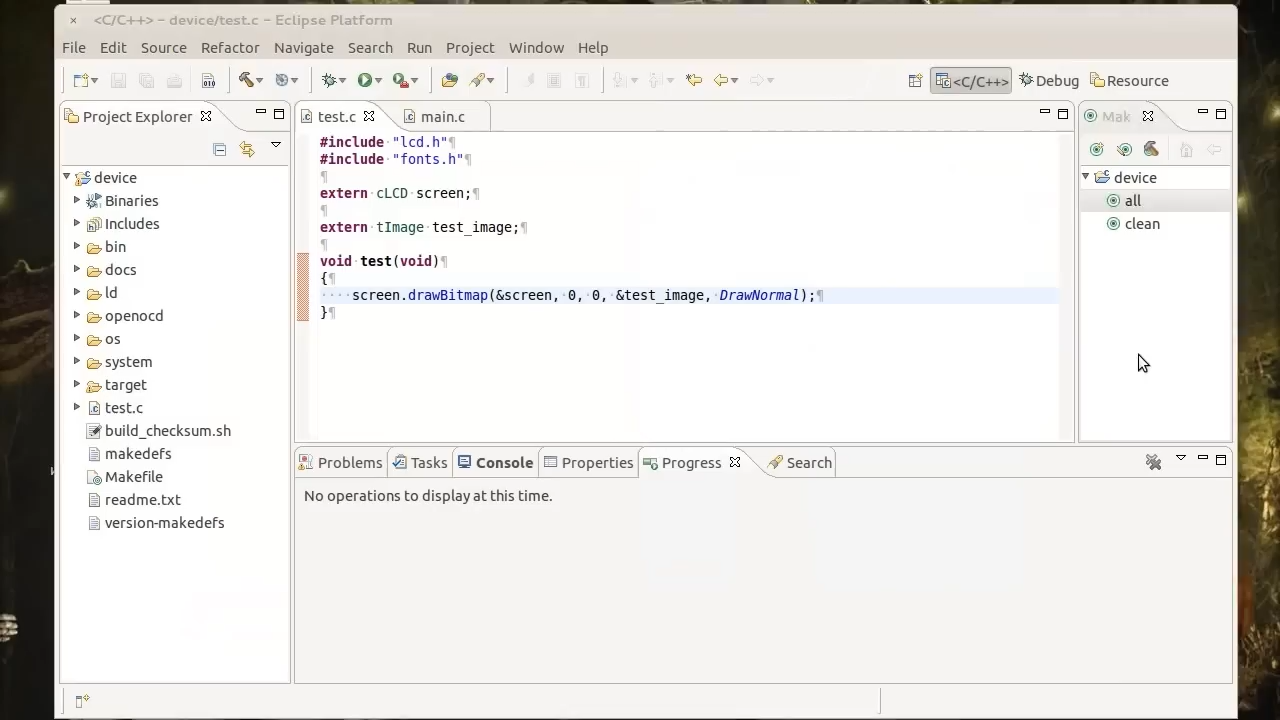 <C/C++> - device/test.c - Eclipse Platform
File Edit Source Refactor Navigate Search Run Project Window Help
<C/C++> Debug Resource
Project Explorer
test.c main.c
Mak
#include·"lcd.h"¶
#include·"fonts.h"¶
¶
extern·cLCD·screen;¶
¶
extern·tImage·test_image;¶
¶
void·test(void)¶
{¶
····screen.drawBitmap(&screen,·0,·0,·&test_image,·DrawNormal);¶
}¶
device
Binaries
Includes
bin
docs
ld
openocd
os
system
target
test.c
build_checksum.sh
makedefs
Makefile
readme.txt
version-makedefs
device
all
clean
Problems Tasks Console Properties Progress Search
No operations to display at this time.